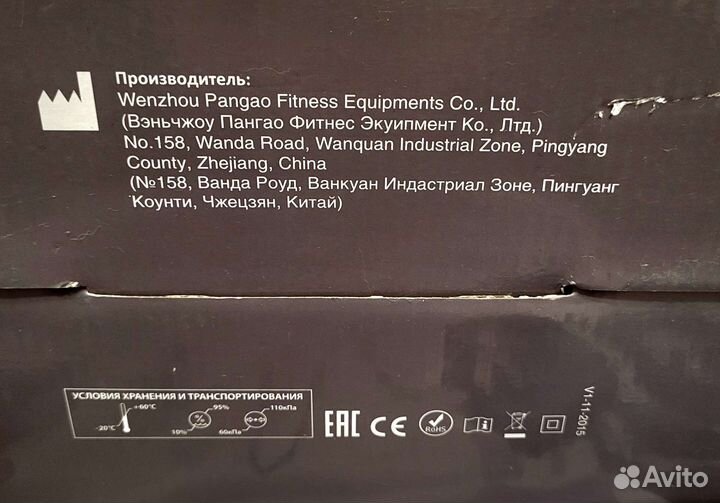 Производитель:
Wenzhou Pangao Fitness Equipments Co., Ltd.
(Вэньчжоу Пангао Фитнес Экуипмент Ко., Лтд.)
No.158, Wanda Road, Wanquan Industrial Zone, Pingyang
County, Zhejiang, China
(№158, Ванда Роуд, Ванкуан Индастриал Зоне, Пингуанг
Коунти, Чжецзян, Китай)
УСЛОВИЯ ХРАНЕНИЯ И ТРАНСПОРТИРОВАНИЯ
+60°C 95% 110кПа
-20°C 10% 60кПа
EAC CE RoHS
V1-11-2015
Avito